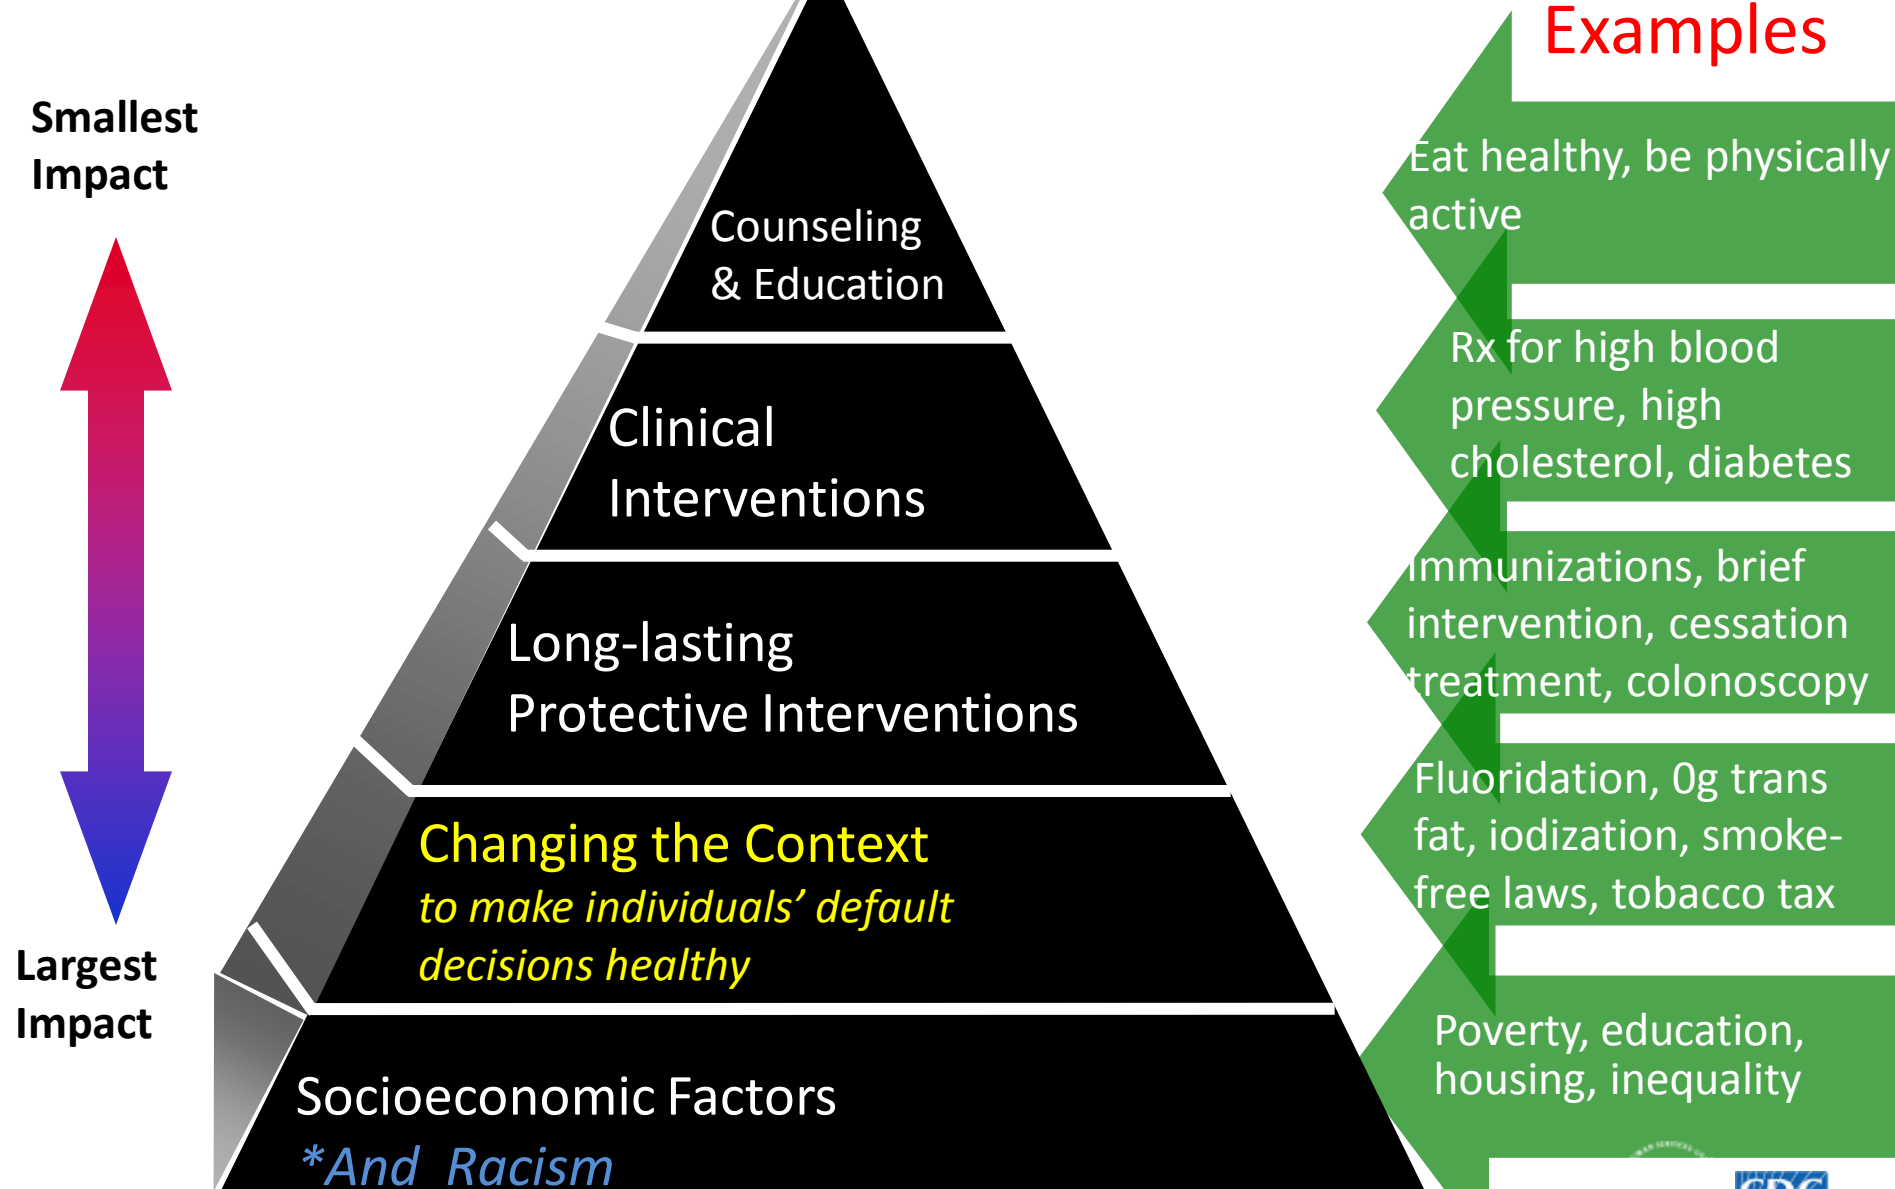 Examples
Smallest
Impact
Eat healthy, be physically
active
Counseling
& Education
Rx for high blood
pressure, high
cholesterol, diabetes
Clinical
Interventions
Immunizations, brief
intervention, cessation
treatment, colonoscopy
Long-lasting
Protective Interventions
Fluoridation, 0g trans
fat, iodization, smoke-
free laws, tobacco tax
Changing the Context
to make individuals’ default
decisions healthy
Largest
Impact
Poverty, education,
housing, inequality
Socioeconomic Factors
*And  Racism
CDC